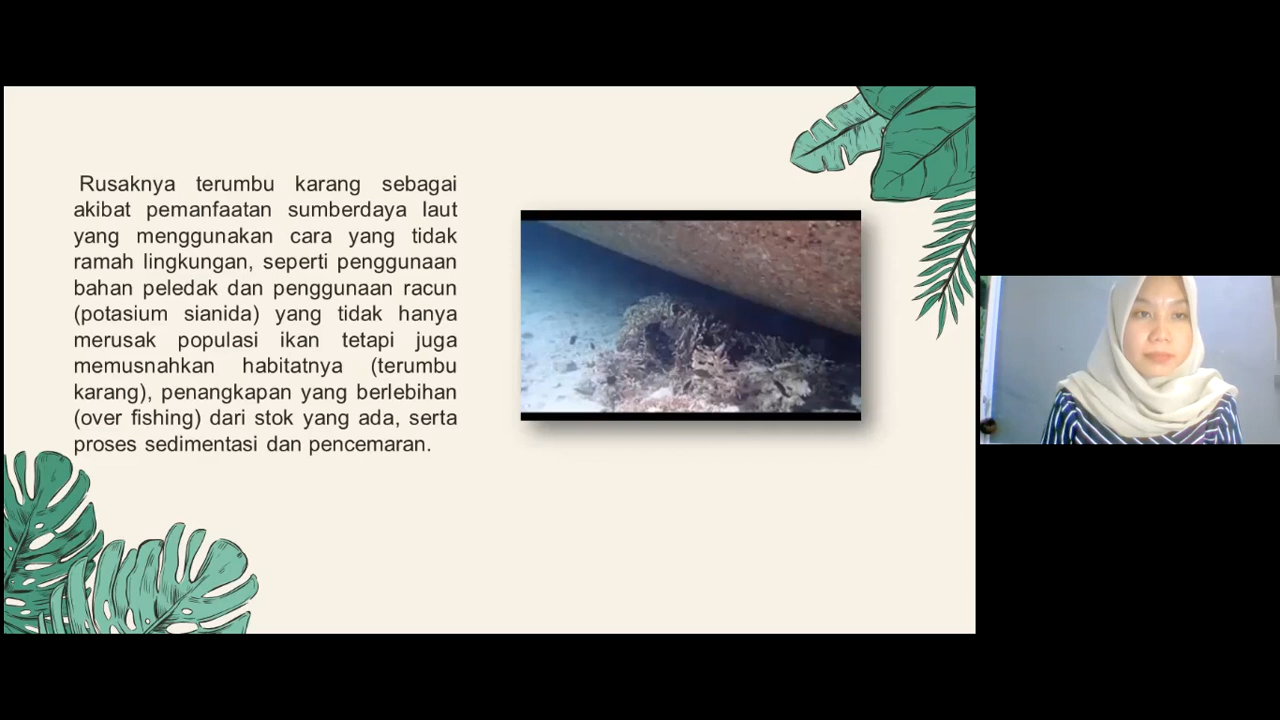 Rusaknya terumbu karang sebagai
akibat pemanfaatan sumberdaya laut
yang menggunakan cara yang tidak
ramah lingkungan, seperti penggunaan
bahan peledak dan penggunaan racun
(potasium sianida) yang tidak hanya
merusak populasi ikan tetapi juga
memusnahkan habitatnya (terumbu
karang), penangkapan yang berlebihan
(over fishing) dari stok yang ada, serta
proses sedimentasi dan pencemaran.